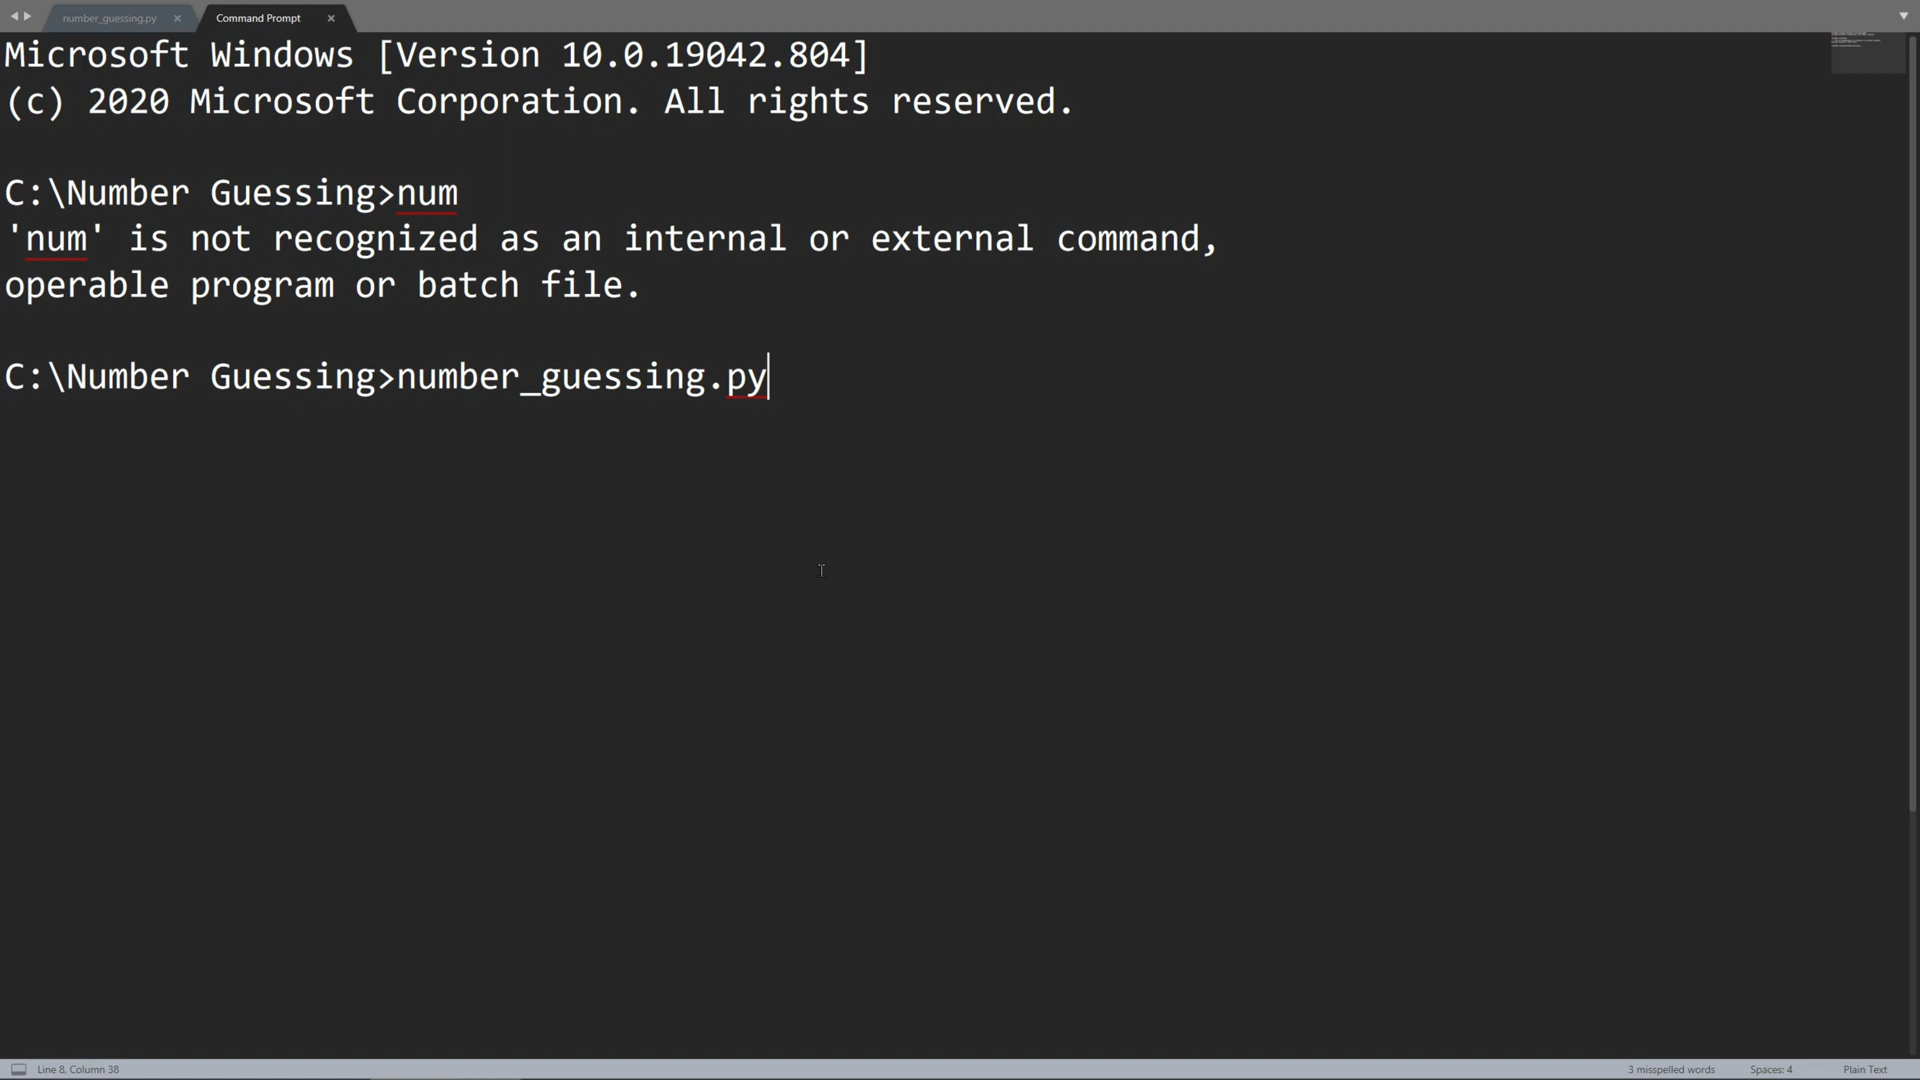 number_guessing.py ×
Command Prompt ×
Microsoft Windows [Version 10.0.19042.804]
(c) 2020 Microsoft Corporation. All rights reserved.
C:\Number Guessing>num
'num' is not recognized as an internal or external command,
operable program or batch file.
C:\Number Guessing>number_guessing.py
Line 8, Column 38
3 misspelled words
Spaces: 4
Plain Text